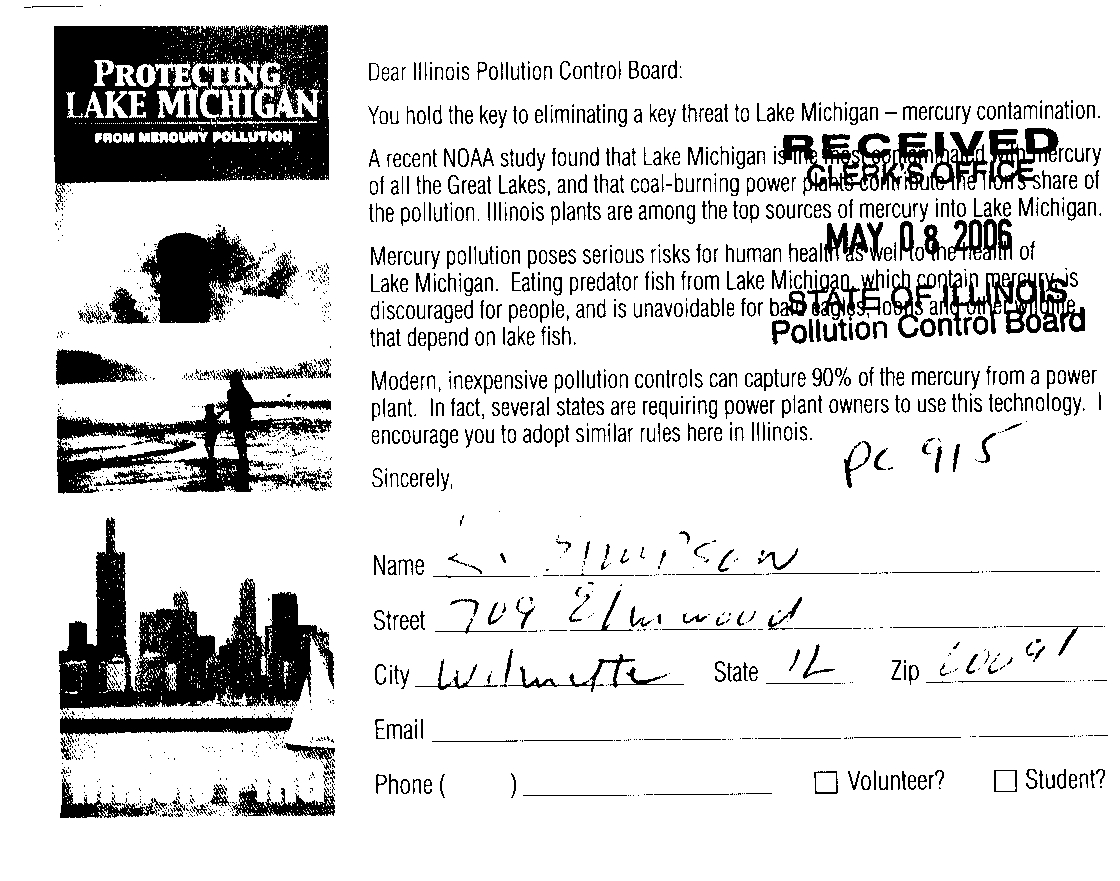 PROTECTING
LAKE MICHIGAN
FROM MERCURY POLLUTION
Dear Illinois Pollution Control Board:
You hold the key to eliminating a key threat to Lake Michigan – mercury contamination.
A recent NOAA study found that Lake Michigan is the most contaminated with mercury
of all the Great Lakes, and that coal-burning power plants contribute the lion's share of
the pollution. Illinois plants are among the top sources of mercury into Lake Michigan.
RECEIVED
CLERK'S OFFICE
MAY 08 2006
STATE OF ILLINOIS
Pollution Control Board
Mercury pollution poses serious risks for human health as well to the health of
Lake Michigan. Eating predator fish from Lake Michigan, which contain mercury, is
discouraged for people, and is unavoidable for bald eagles, loons and other wildlife
that depend on lake fish.
Modern, inexpensive pollution controls can capture 90% of the mercury from a power
plant. In fact, several states are requiring power plant owners to use this technology. I
encourage you to adopt similar rules here in Illinois.
PC 915
Sincerely,
Name
Street 709 Elmwood
City Wilmette State IL Zip 60091
Email
Phone ( )
Volunteer? Student?